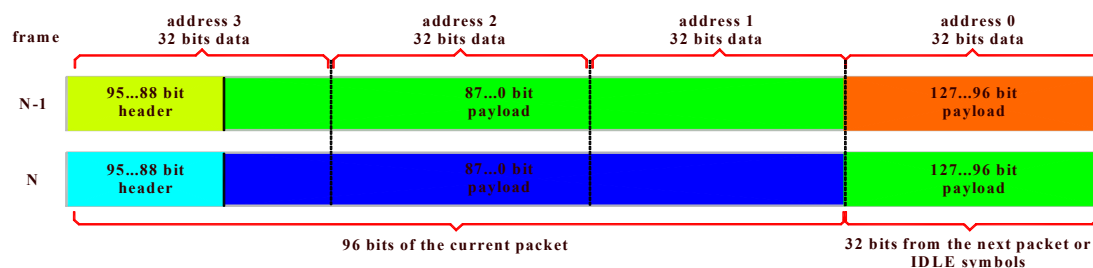 address 3
32 bits data
address 2
32 bits data
address 1
32 bits data
address 0
32 bits data
frame
N-1
95...88 bit
header
87...0 bit
payload
127...96 bit
payload
N
95...88 bit
header
87...0 bit
payload
127...96 bit
payload
96 bits of the current packet
32 bits from the next packet or
IDLE symbols